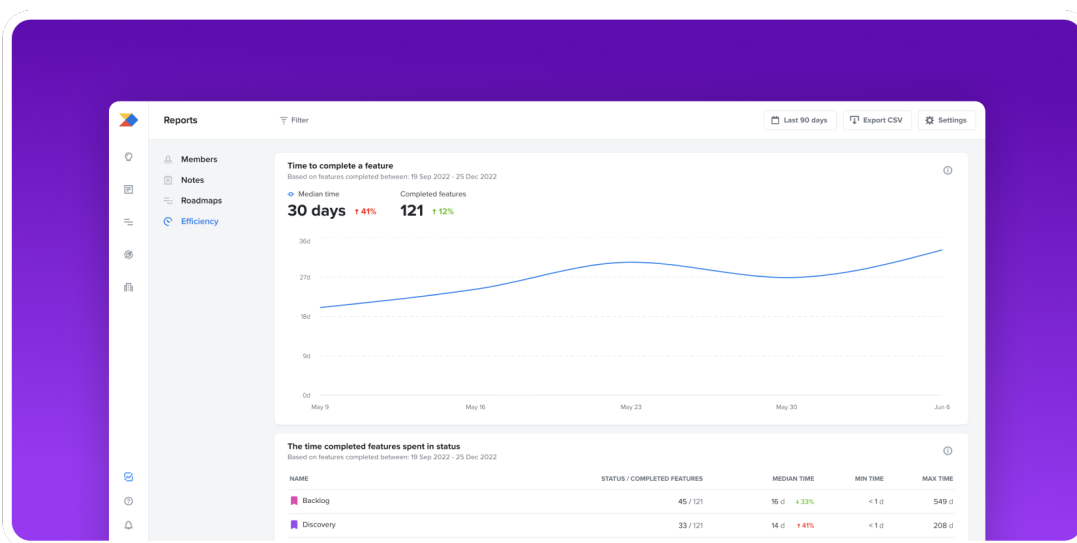 Reports
Filter
Last 90 days
Export CSV
Settings
Members
Notes
Roadmaps
Efficiency
Time to complete a feature
Based on features completed between: 19 Sep 2022 - 25 Dec 2022
Median time Completed features
30 days ↑ 41% 121 ↑ 12%
36d
27d
18d
9d
0d
May 9 May 16 May 23 May 30 Jun 6
The time completed features spent in status
Based on features completed between: 19 Sep 2022 - 25 Dec 2022
NAME STATUS / COMPLETED FEATURES MEDIAN TIME MIN TIME MAX TIME
Backlog 45 / 121 16 d ↓ 33% < 1 d 549 d
Discovery 33 / 121 14 d ↑ 41% < 1 d 208 d